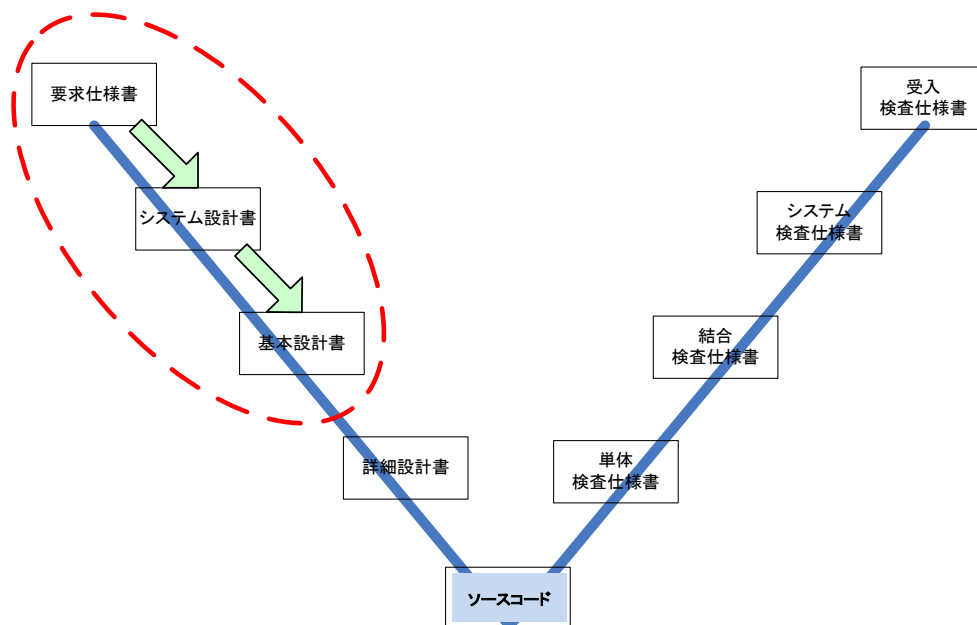 要求仕様書
受入
検査仕様書
システム設計書
システム
検査仕様書
基本設計書
結合
検査仕様書
詳細設計書
単体
検査仕様書
ソースコード